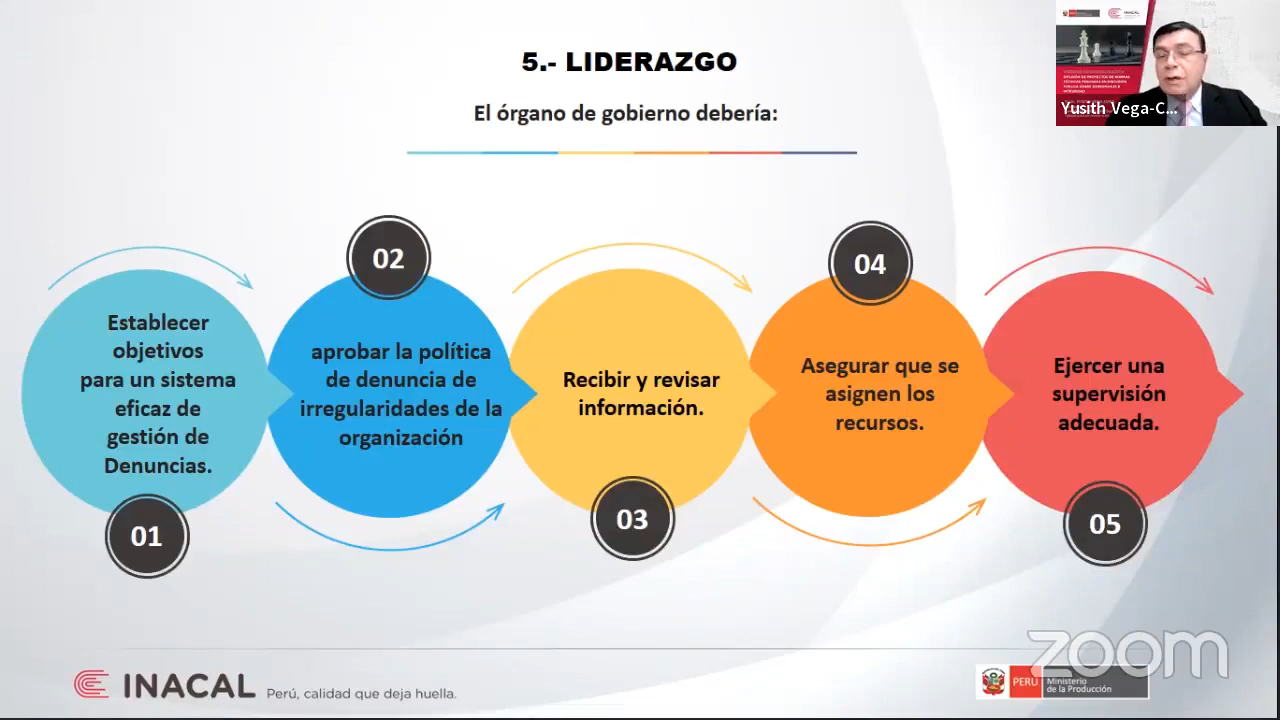 5.- LIDERAZGO
El órgano de gobierno debería:
INACAL
Yusith Vega-C...
01
Establecer
objetivos
para un sistema
eficaz de
gestión de
Denuncias.
02
aprobar la política
de denuncia de
irregularidades de la
organización
03
Recibir y revisar
información.
04
Asegurar que se
asignen los
recursos.
05
Ejercer una
supervisión
adecuada.
zoom
INACAL Perú, calidad que deja huella.
PERÚ Ministerio
de la Producción